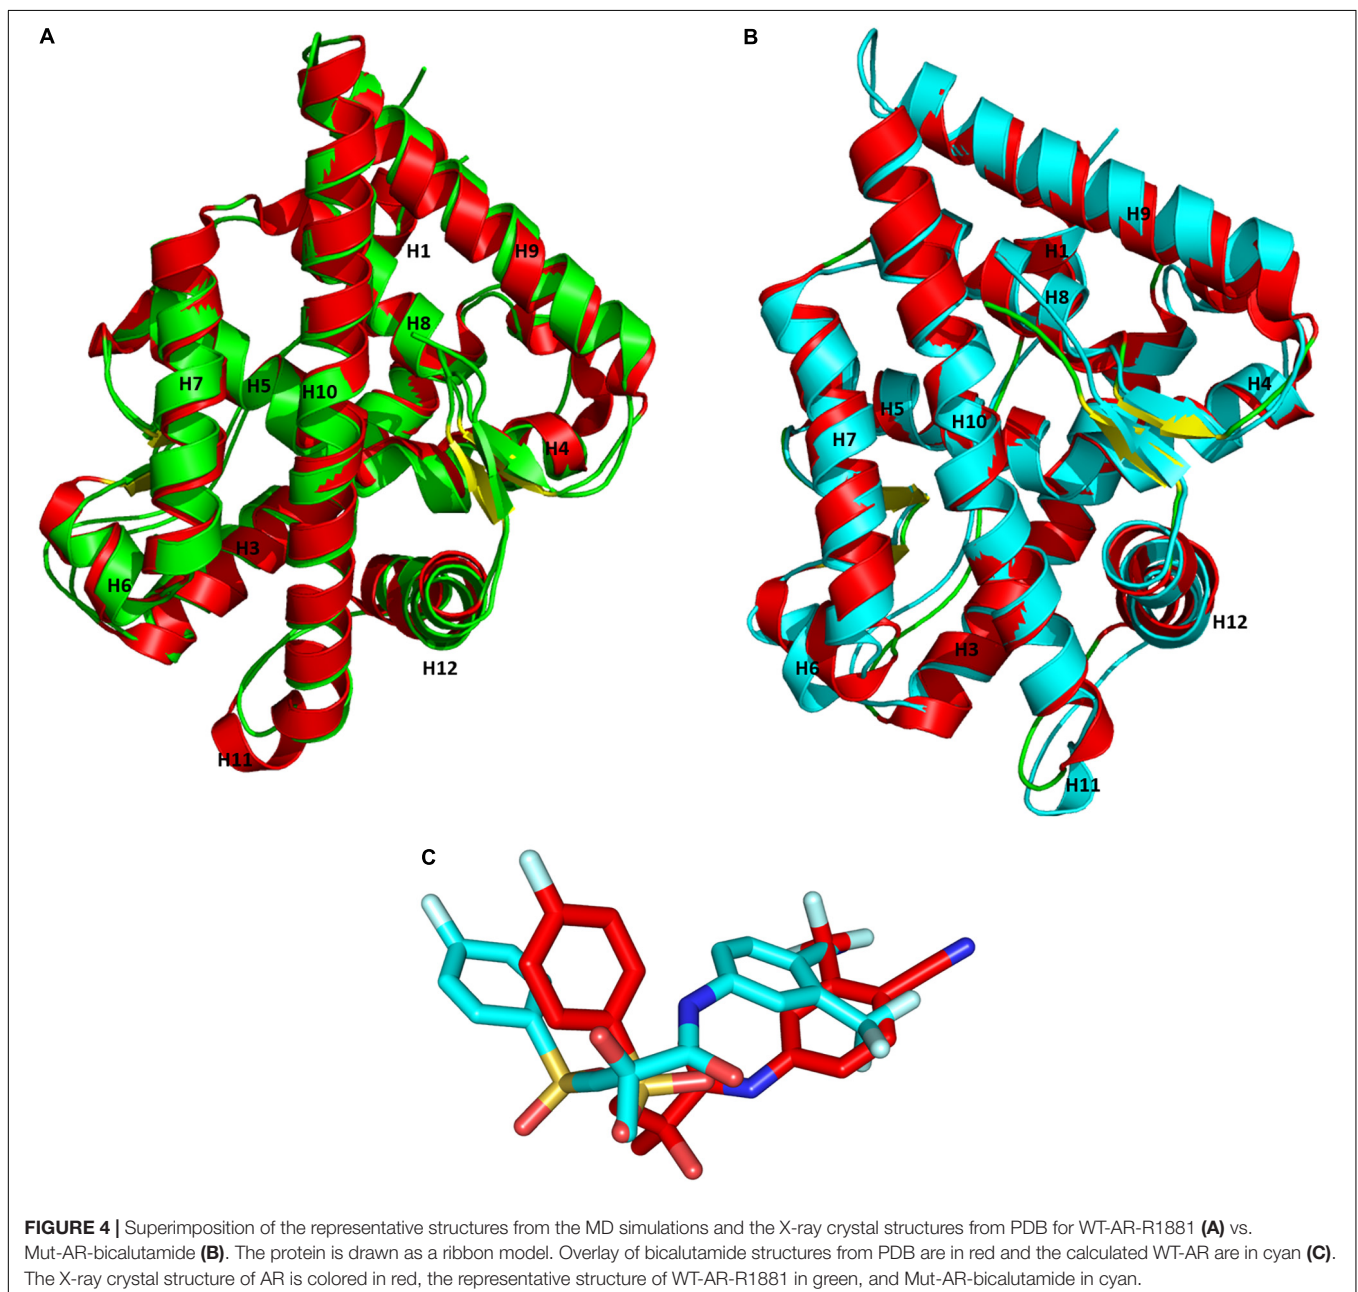 A
B
H1
H9
H8
H7
H5
H10
H4
H3
H6
H12
H11
H9
H1
H8
H4
H5
H10
H7
H12
H3
H6
H11
C
FIGURE 4 | Superimposition of the representative structures from the MD simulations and the X-ray crystal structures from PDB for WT-AR-R1881 (A) vs.
Mut-AR-bicalutamide (B). The protein is drawn as a ribbon model. Overlay of bicalutamide structures from PDB are in red and the calculated WT-AR are in cyan (C).
The X-ray crystal structure of AR is colored in red, the representative structure of WT-AR-R1881 in green, and Mut-AR-bicalutamide in cyan.